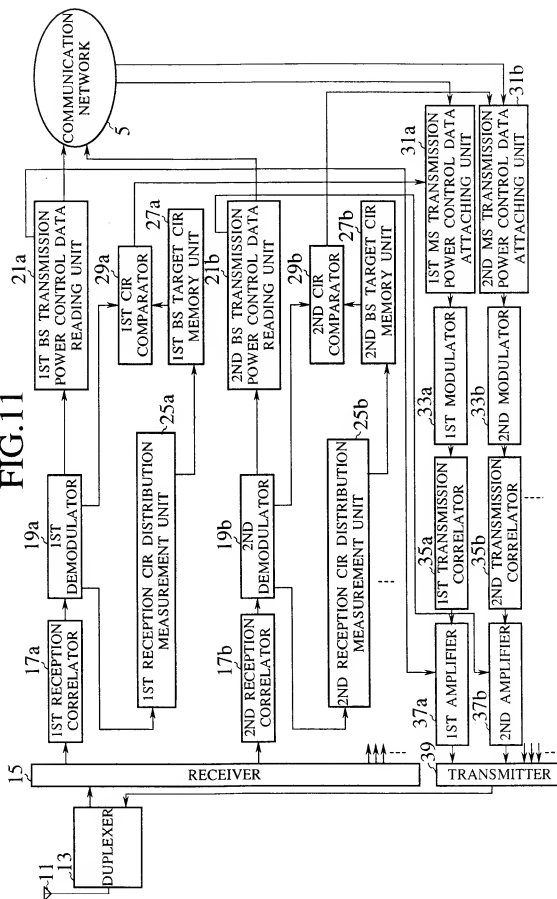 FIG.11
11
13
DUPLEXER
15
RECEIVER
17a
1ST RECEPTION
CORRELATOR
19a
1ST
DEMODULATOR
21a
1ST BS TRANSMISSION
POWER CONTROL DATA
READING UNIT
COMMUNICATION
NETWORK
5
25a
1ST RECEPTION CIR DISTRIBUTION
MEASUREMENT UNIT
29a
1ST CIR
COMPARATOR
27a
1ST BS TARGET CIR
MEMORY UNIT
17b
2ND RECEPTION
CORRELATOR
19b
2ND
DEMODULATOR
21b
2ND BS TRANSMISSION
POWER CONTROL DATA
READING UNIT
25b
2ND RECEPTION CIR DISTRIBUTION
MEASUREMENT UNIT
29b
2ND CIR
COMPARATOR
27b
2ND BS TARGET CIR
MEMORY UNIT
39
TRANSMITTER
37a
1ST AMPLIFIER
35a
1ST TRANSMISSION
CORRELATOR
33a
1ST MODULATOR
31a
1ST MS TRANSMISSION
POWER CONTROL DATA
ATTACHING UNIT
37b
2ND AMPLIFIER
35b
2ND TRANSMISSION
CORRELATOR
33b
2ND MODULATOR
31b
2ND MS TRANSMISSION
POWER CONTROL DATA
ATTACHING UNIT